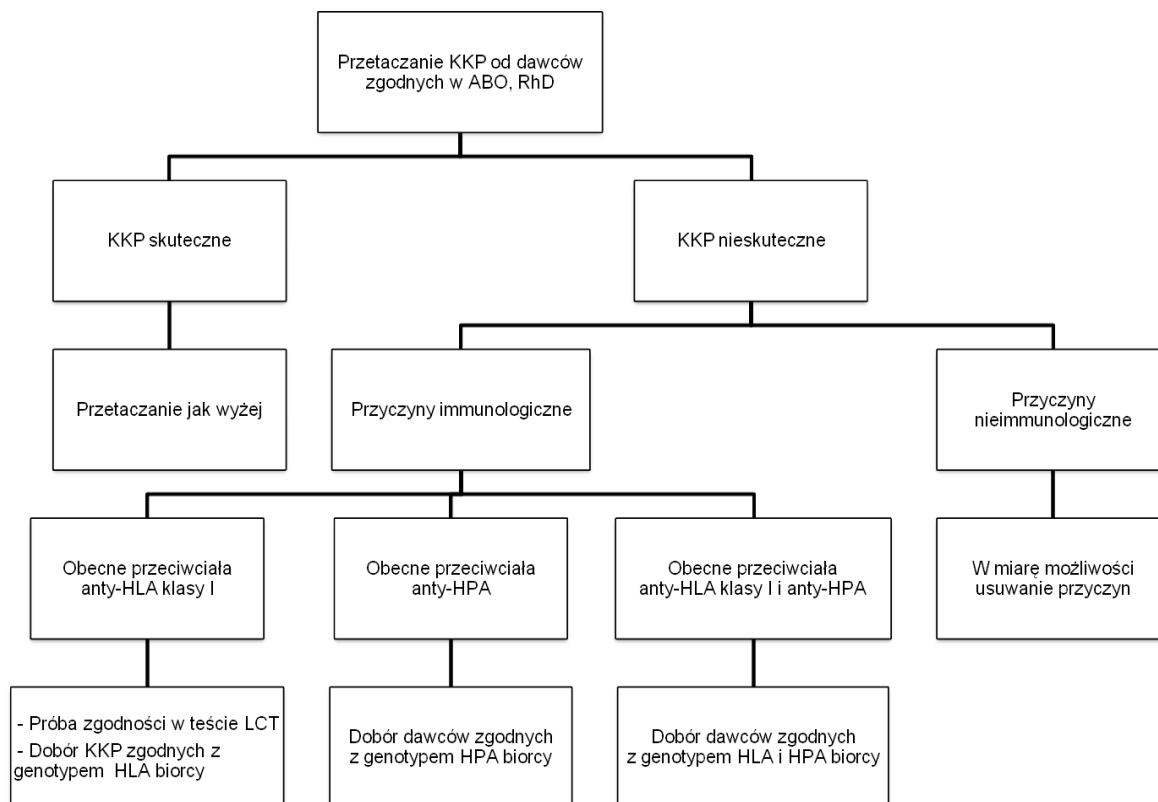 Przetaczanie KKP od dawców
zgodnych w ABO, RhD
KKP skuteczne
KKP nieskuteczne
Przetaczanie jak wyżej
Przyczyny immunologiczne
Przyczyny
nieimmunologiczne
Obecne przeciwciała
anty-HLA klasy I
Obecne przeciwciała
anty-HPA
Obecne przeciwciała
anty-HLA klasy I i anty-HPA
W miarę możliwości
usuwanie przyczyn
- Próba zgodności w teście LCT
- Dobór KKP zgodnych z
genotypem HLA biorcy
Dobór dawców zgodnych
z genotypem HPA biorcy
Dobór dawców zgodnych
z genotypem HLA i HPA biorcy